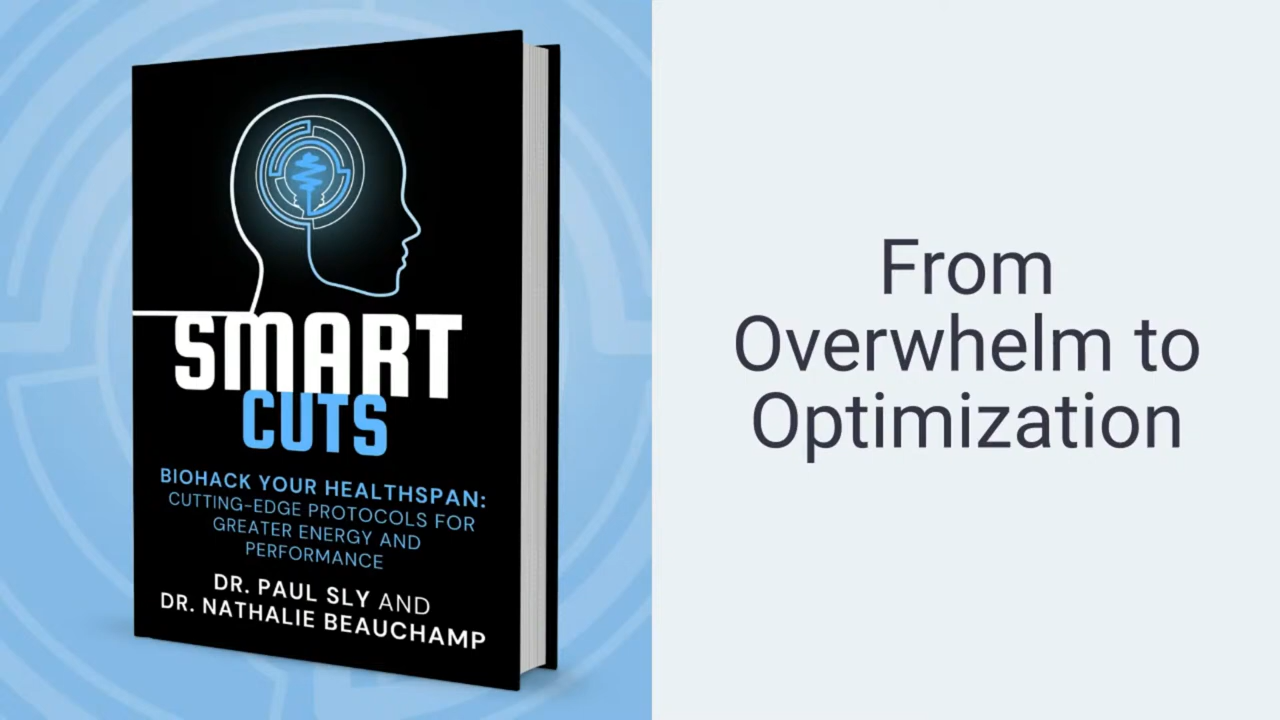 SMART
CUTS
BIOHACK YOUR HEALTHSPAN:
CUTTING-EDGE PROTOCOLS FOR
GREATER ENERGY AND
PERFORMANCE
DR. PAUL SLY AND
DR. NATHALIE BEAUCHAMP
From
Overwhelm to
Optimization